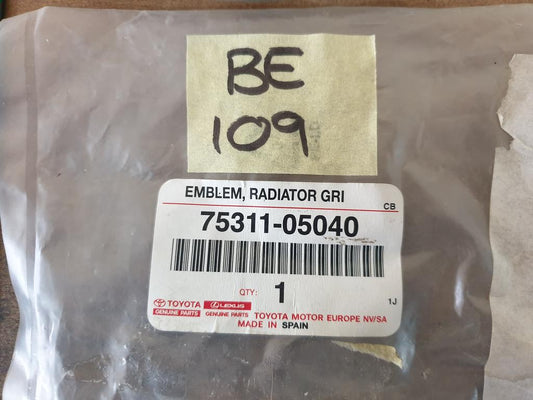 BE
109
EMBLEM, RADIATOR GRI
CB
75311-05040
QTY: 1
1J
TOYOTA LEXUS
GENUINE PARTS GENUINE PARTS TOYOTA MOTOR EUROPE NV/SA
MADE IN SPAIN